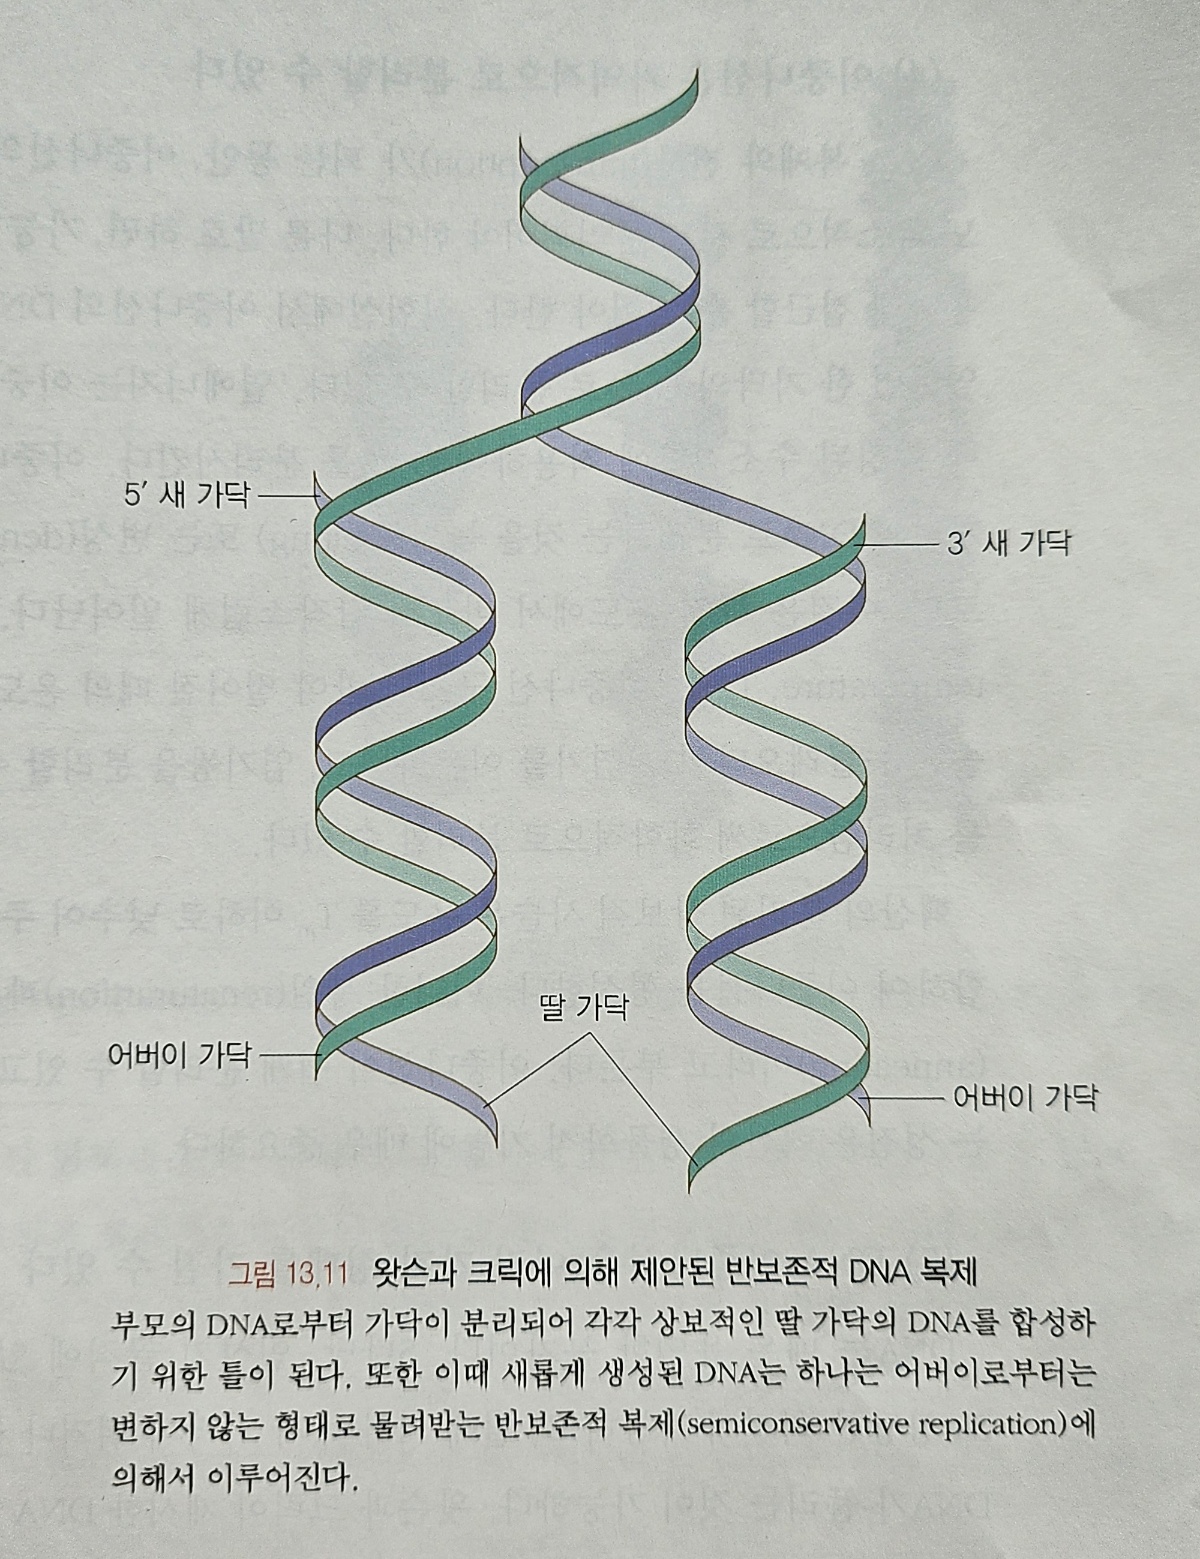 5′ 새 가닥
3′ 새 가닥
딸 가닥
어버이 가닥
어버이 가닥
그림 13.11 왓슨과 크릭에 의해 제안된 반보존적 DNA 복제
부모의 DNA로부터 가닥이 분리되어 각각 상보적인 딸 가닥의 DNA를 합성하
기 위한 틀이 된다. 또한 이때 새롭게 생성된 DNA는 하나는 어버이로부터는
변하지 않는 형태로 물려받는 반보존적 복제(semiconservative replication)에
의해서 이루어진다.